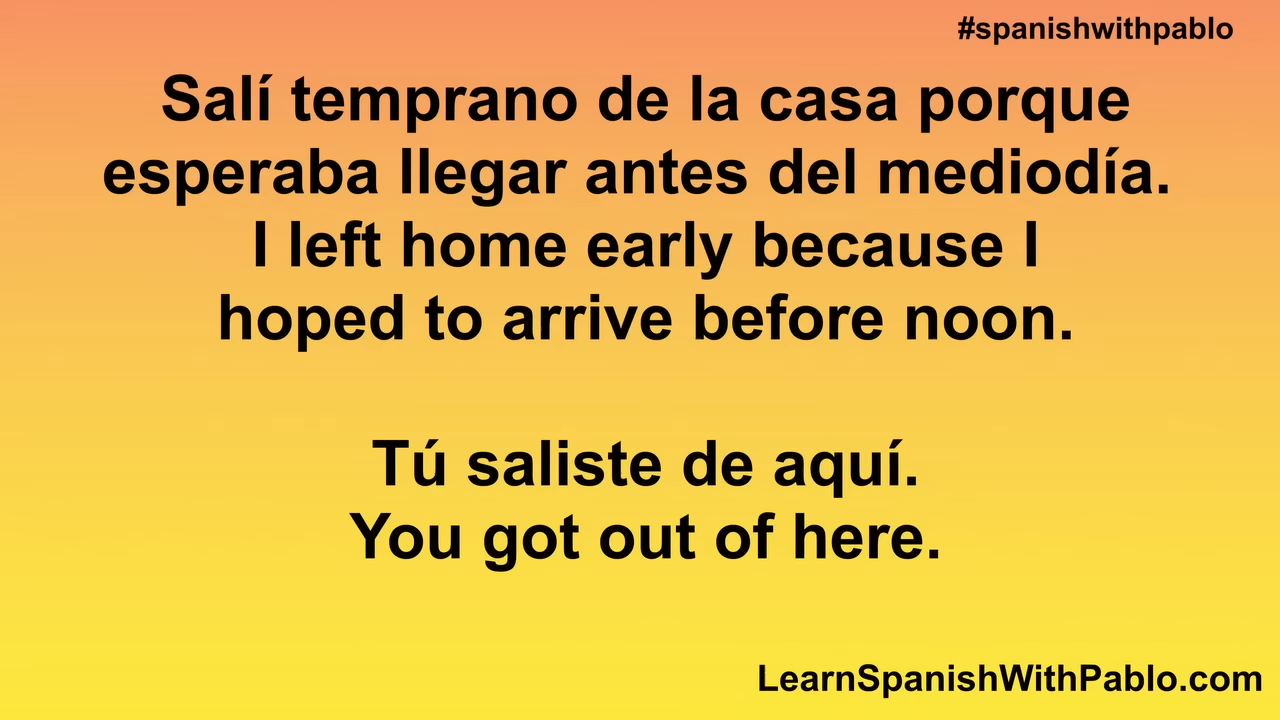 #spanishwithpablo
Salí temprano de la casa porque
esperaba llegar antes del mediodía.
I left home early because I
hoped to arrive before noon.
Tú saliste de aquí.
You got out of here.
LearnSpanishWithPablo.com